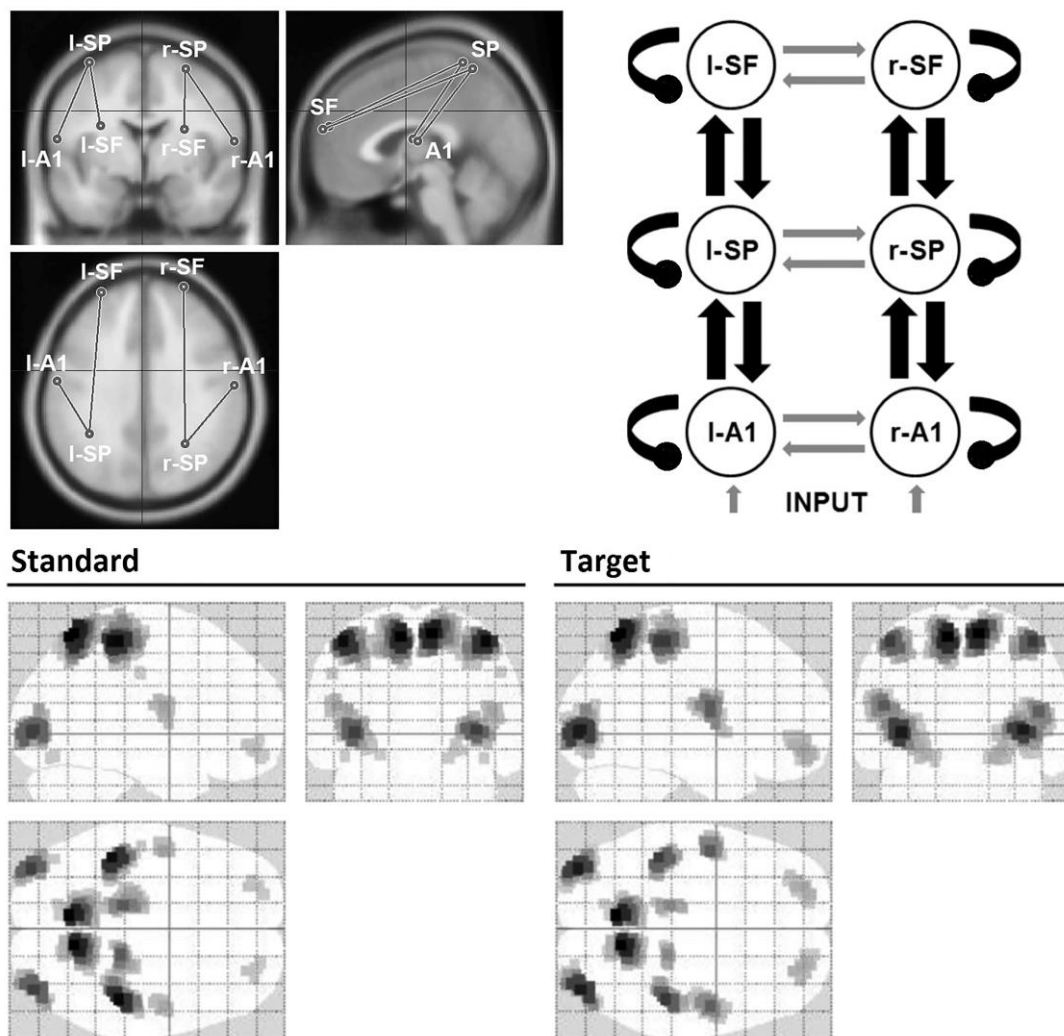 l-SP
r-SP
l-A1
l-SF
r-SF
r-A1
SP
SF
A1
l-SF
r-SF
l-A1
r-A1
l-SP
r-SP
l-SF
r-SF
l-SP
r-SP
l-A1
r-A1
INPUT
Standard
Target